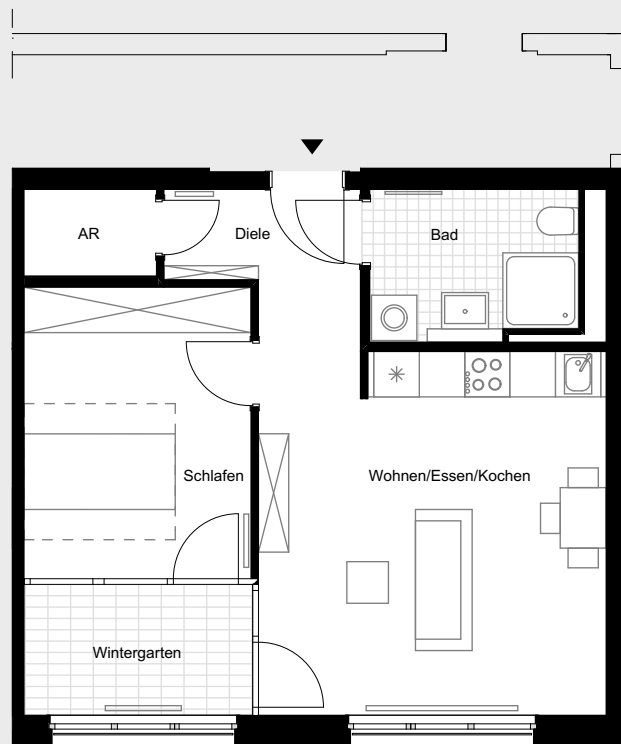 AR
Diele
Bad
Schlafen
Wohnen/Essen/Kochen
Wintergarten